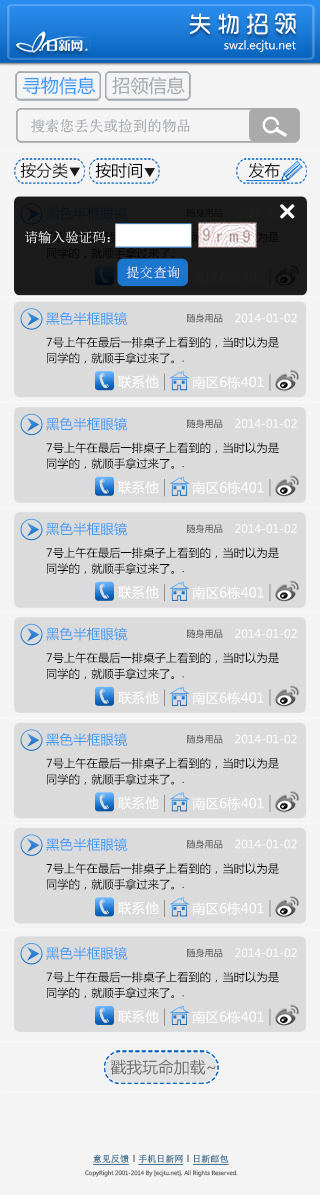 失物招领
日新网.
swzl.ecjtu.net
寻物信息 招领信息
搜索您丢失或捡到的物品
按分类▼ 按时间▼ 发布
请输入验证码： 9rm9
提交查询
黑色半框眼镜 随身用品 2014-01-02
7号上午在最后一排桌子上看到的，当时以为是
同学的，就顺手拿过来了。.
联系他 | 南区6栋401 |
黑色半框眼镜 随身用品 2014-01-02
7号上午在最后一排桌子上看到的，当时以为是
同学的，就顺手拿过来了。.
联系他 | 南区6栋401 |
黑色半框眼镜 随身用品 2014-01-02
7号上午在最后一排桌子上看到的，当时以为是
同学的，就顺手拿过来了。.
联系他 | 南区6栋401 |
黑色半框眼镜 随身用品 2014-01-02
7号上午在最后一排桌子上看到的，当时以为是
同学的，就顺手拿过来了。.
联系他 | 南区6栋401 |
黑色半框眼镜 随身用品 2014-01-02
7号上午在最后一排桌子上看到的，当时以为是
同学的，就顺手拿过来了。.
联系他 | 南区6栋401 |
黑色半框眼镜 随身用品 2014-01-02
7号上午在最后一排桌子上看到的，当时以为是
同学的，就顺手拿过来了。.
联系他 | 南区6栋401 |
黑色半框眼镜 随身用品 2014-01-02
7号上午在最后一排桌子上看到的，当时以为是
同学的，就顺手拿过来了。.
联系他 | 南区6栋401 |
戳我玩命加载~
意见反馈 | 手机日新网 | 日新邮包
CopyRight 2001-2014 By [ecjtu.net]. All Rights Reserved.